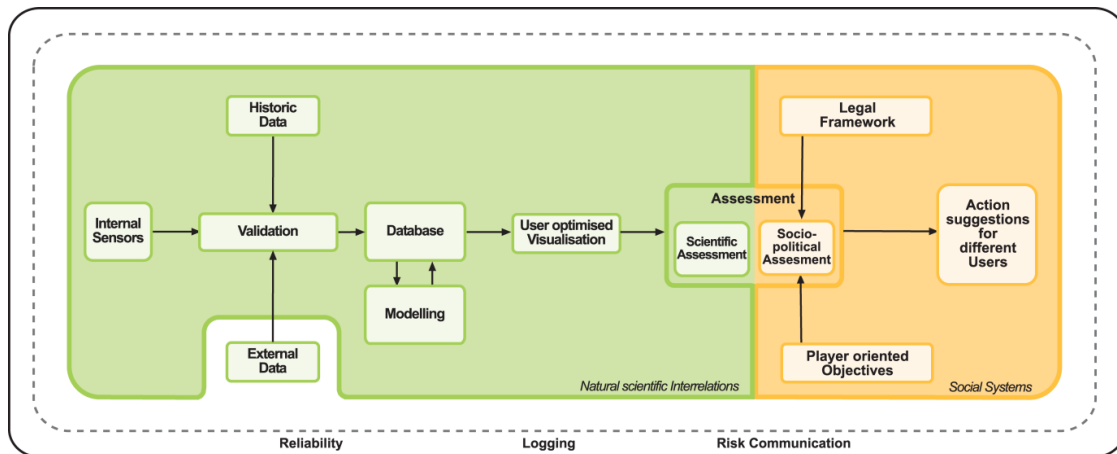 Historic
Data
Legal
Framework
Internal
Sensors
Validation
Database
User optimised
Visualisation
Assessment
Scientific
Assessment
Socio-
political
Assesment
Action
suggestions for
different
Users
Modelling
External
Data
Player oriented
Objectives
Natural scientific Interrelations
Social Systems
Reliability
Logging
Risk Communication